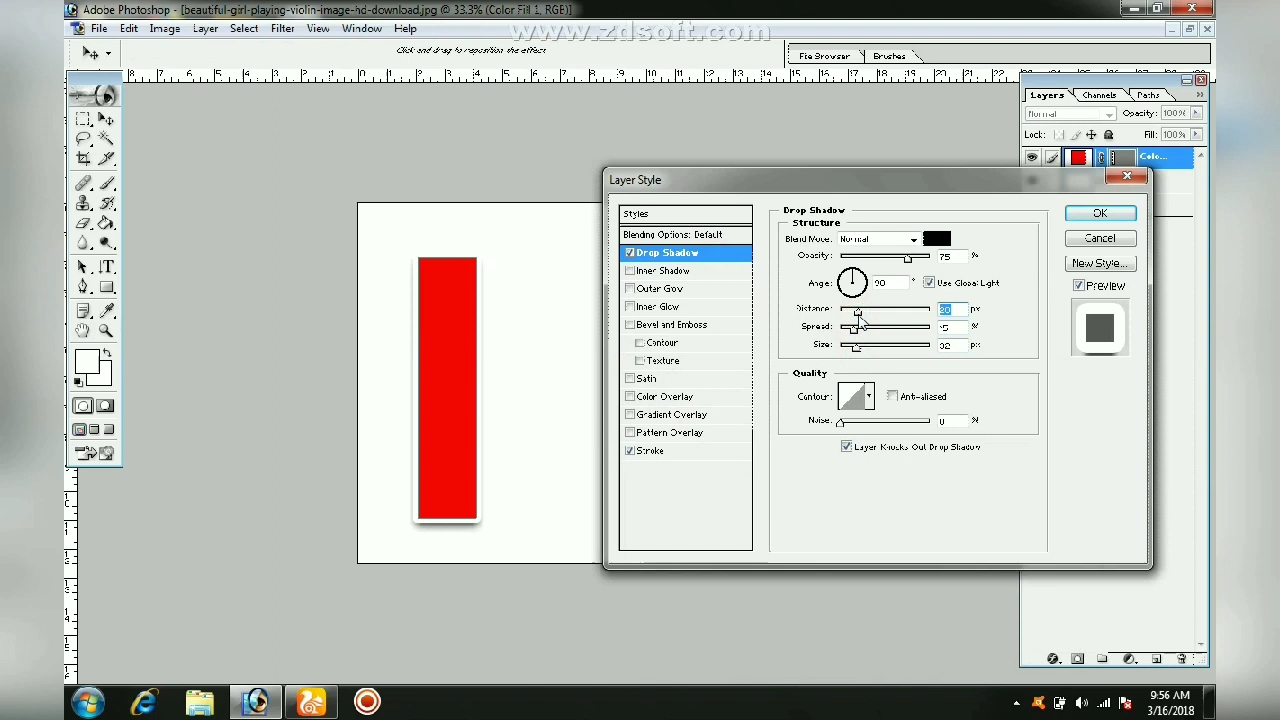 Adobe Photoshop - [beautiful-girl-playing-violin-image-hd-download.jpg @ 33.3% (Color Fill 1, RGB)]
www.zdsoft.com
File Edit Image Layer Select Filter View Window Help
Click and drag to reposition the effect.
File Browser Brushes
Layers Channels Paths
Normal Opacity: 100%
Lock: Fill: 100%
Colo...
Layer Style
Styles
Blending Options: Default
Drop Shadow
Inner Shadow
Outer Glow
Inner Glow
Bevel and Emboss
Contour
Texture
Satin
Color Overlay
Gradient Overlay
Pattern Overlay
Stroke
Drop Shadow
Structure
Blend Mode: Normal
Opacity: 75 %
Angle: 90 ° Use Global Light
Distance: px
Spread: %
Size: 32 px
Quality
Contour: Anti-aliased
Noise: 0 %
Layer Knocks Out Drop Shadow
OK
Cancel
New Style...
Preview
9:56 AM
3/16/2018